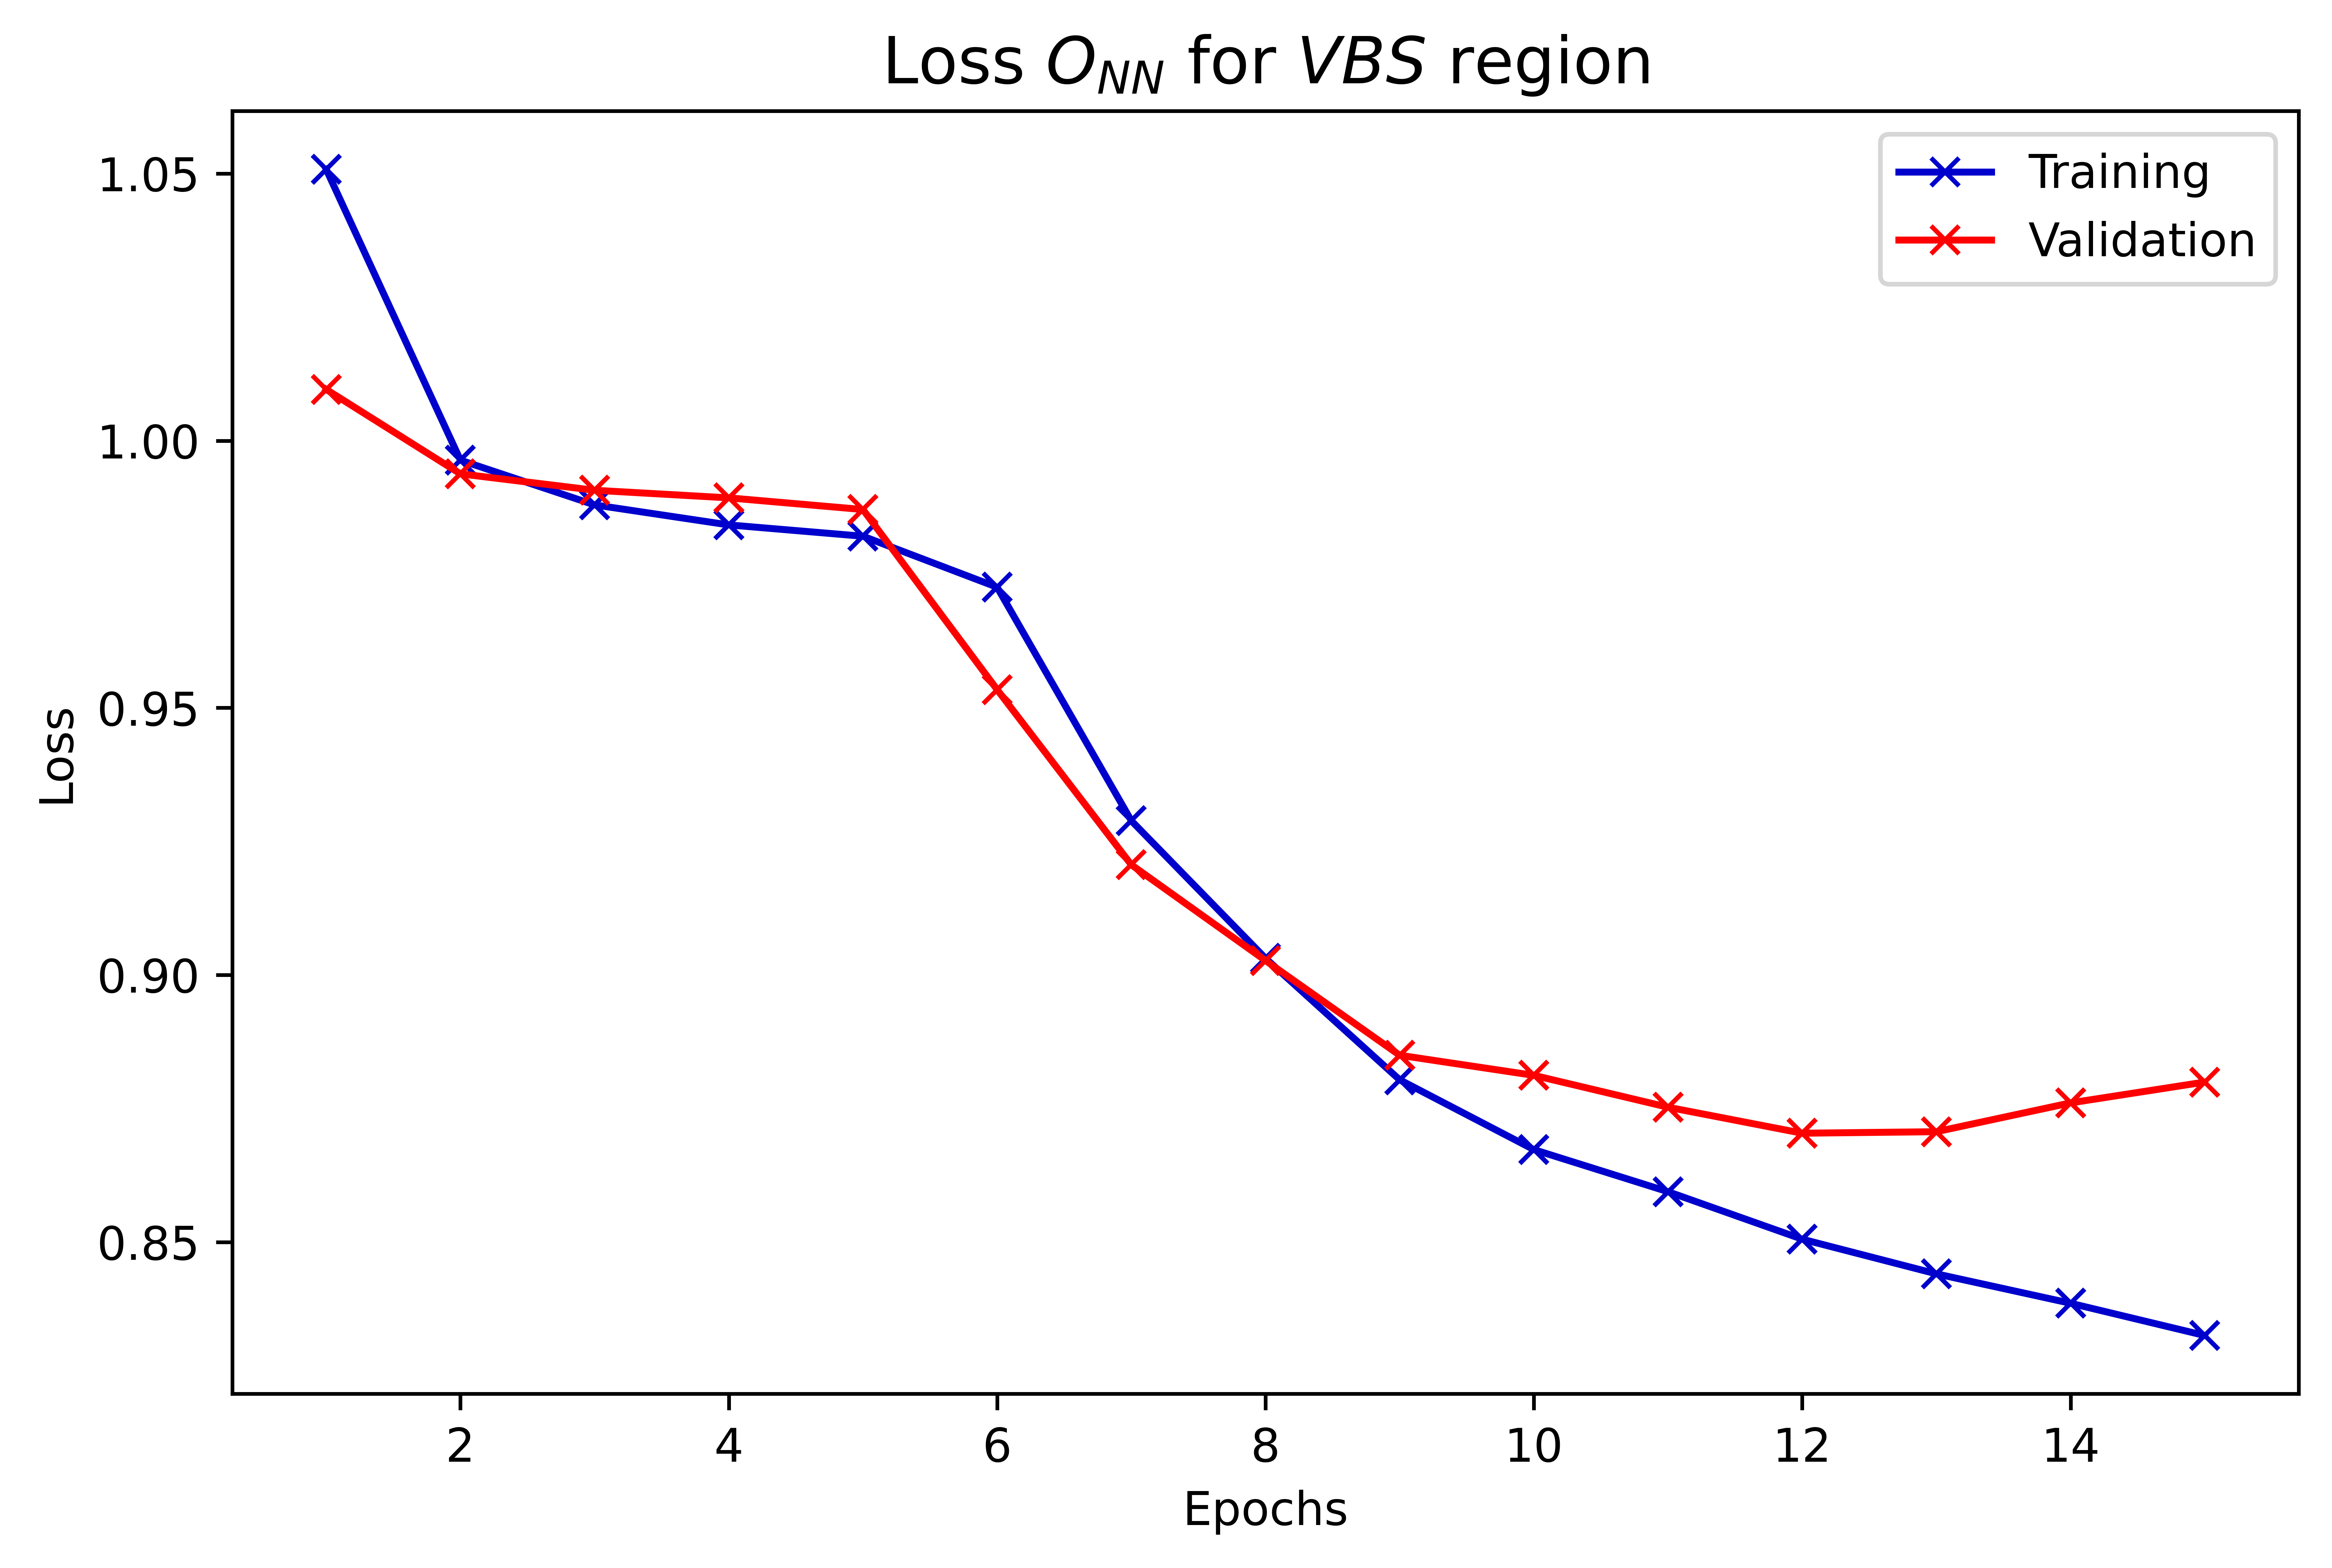 Loss O_NN for VBS region
Training
Validation
1.05
1.00
0.95
0.90
0.85
Loss
2 4 6 8 10 12 14
Epochs